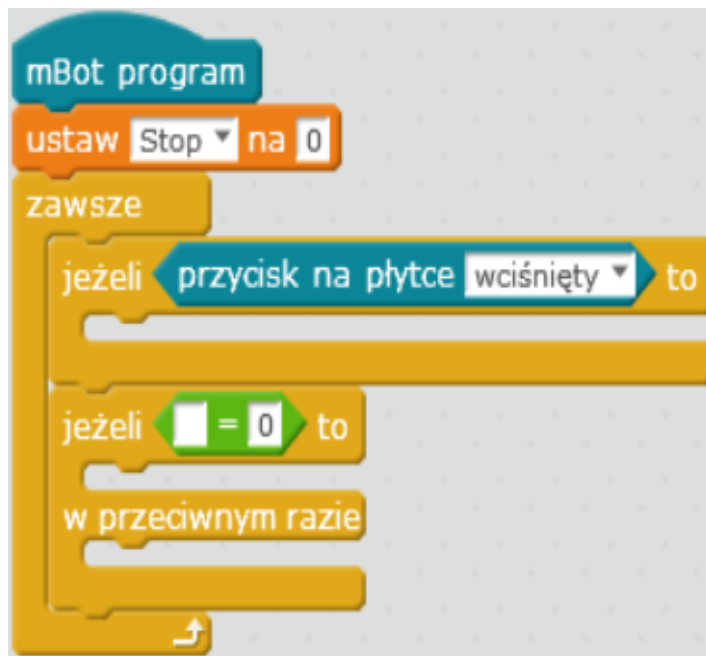 mBot program
ustaw Stop na 0
zawsze
jeżeli przycisk na płytce wciśnięty to
jeżeli = 0 to
w przeciwnym razie